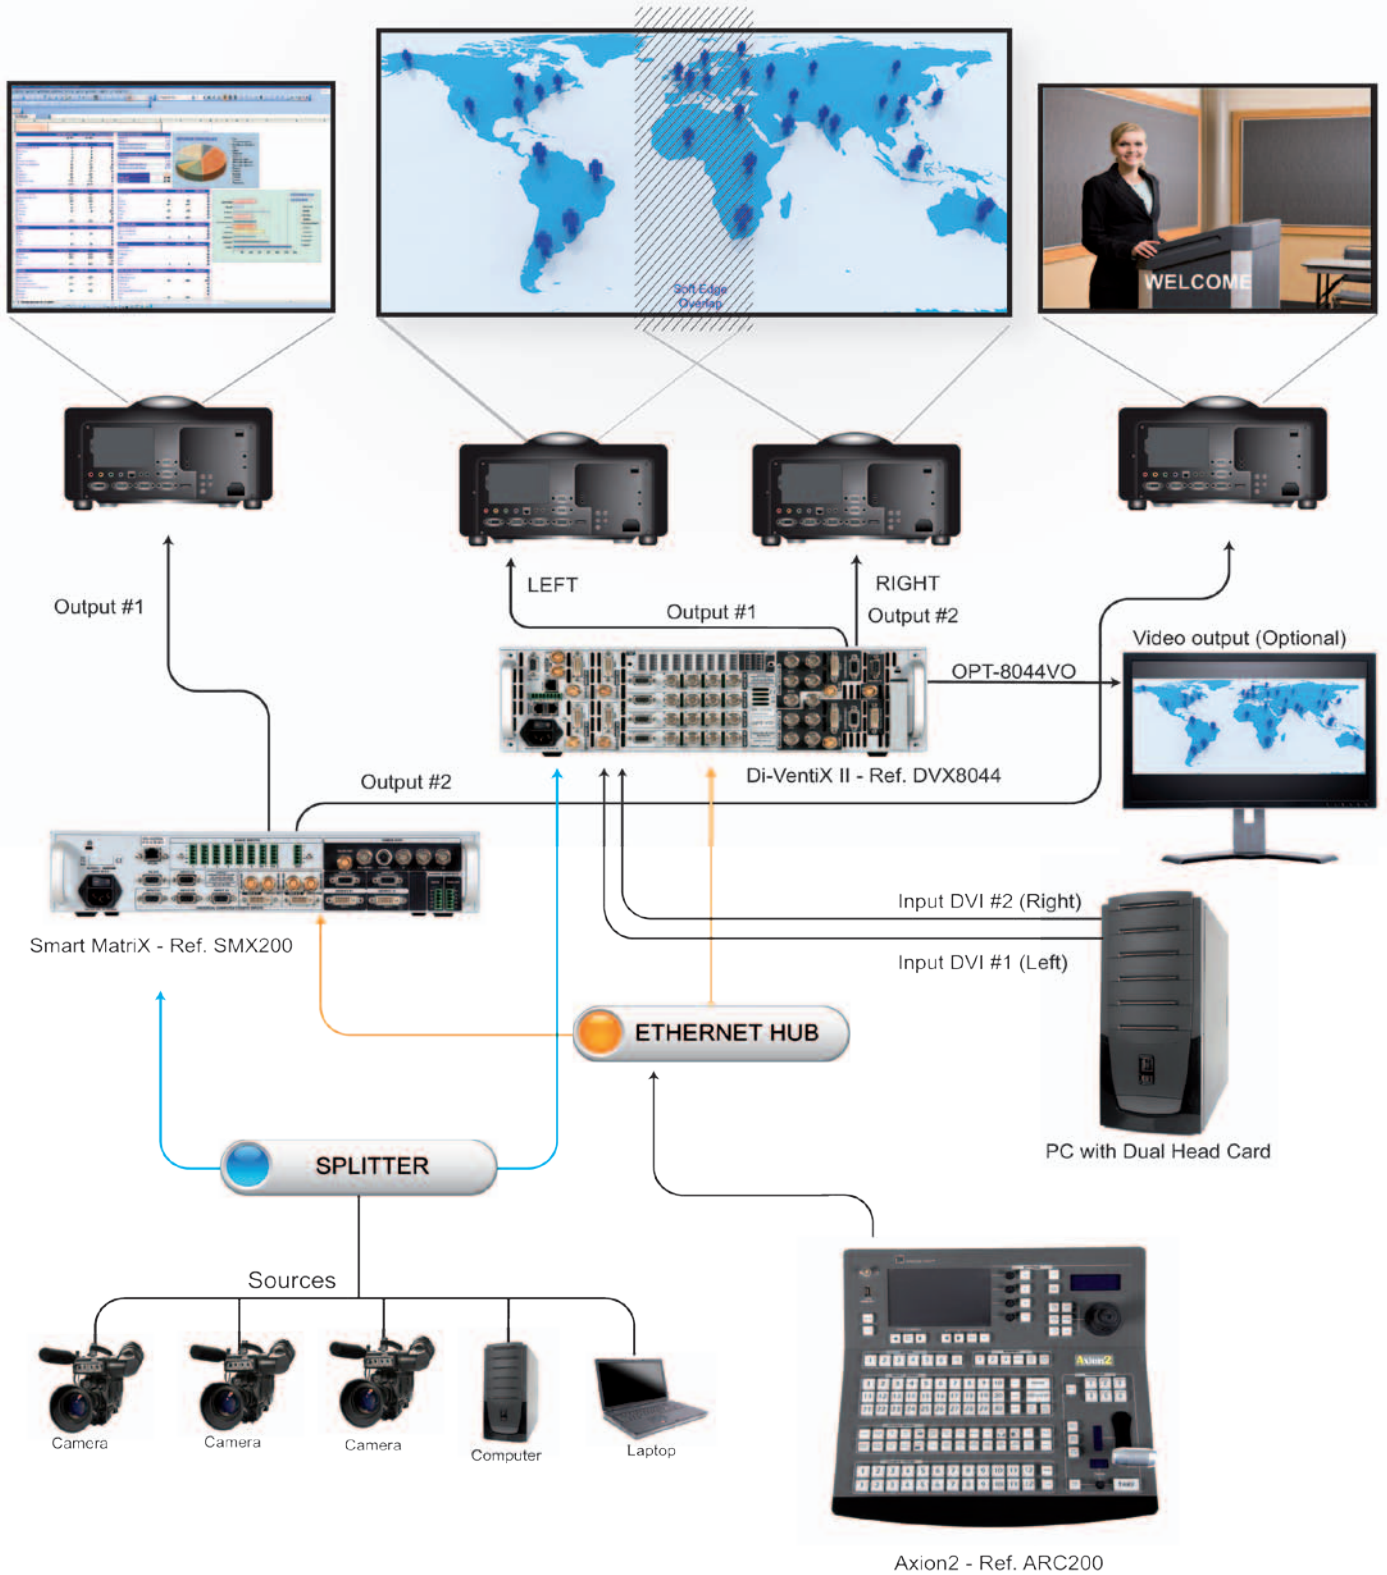 Soft Edge
Overlap
WELCOME
LEFT
RIGHT
Output #1
Output #1
Output #2
Video output (Optional)
OPT-8044VO
Di-VentiX II - Ref. DVX8044
Output #2
Input DVI #2 (Right)
Smart MatriX - Ref. SMX200
Input DVI #1 (Left)
ETHERNET HUB
PC with Dual Head Card
SPLITTER
Sources
Axion2
Camera
Camera
Camera
Computer
Laptop
Axion2 - Ref. ARC200